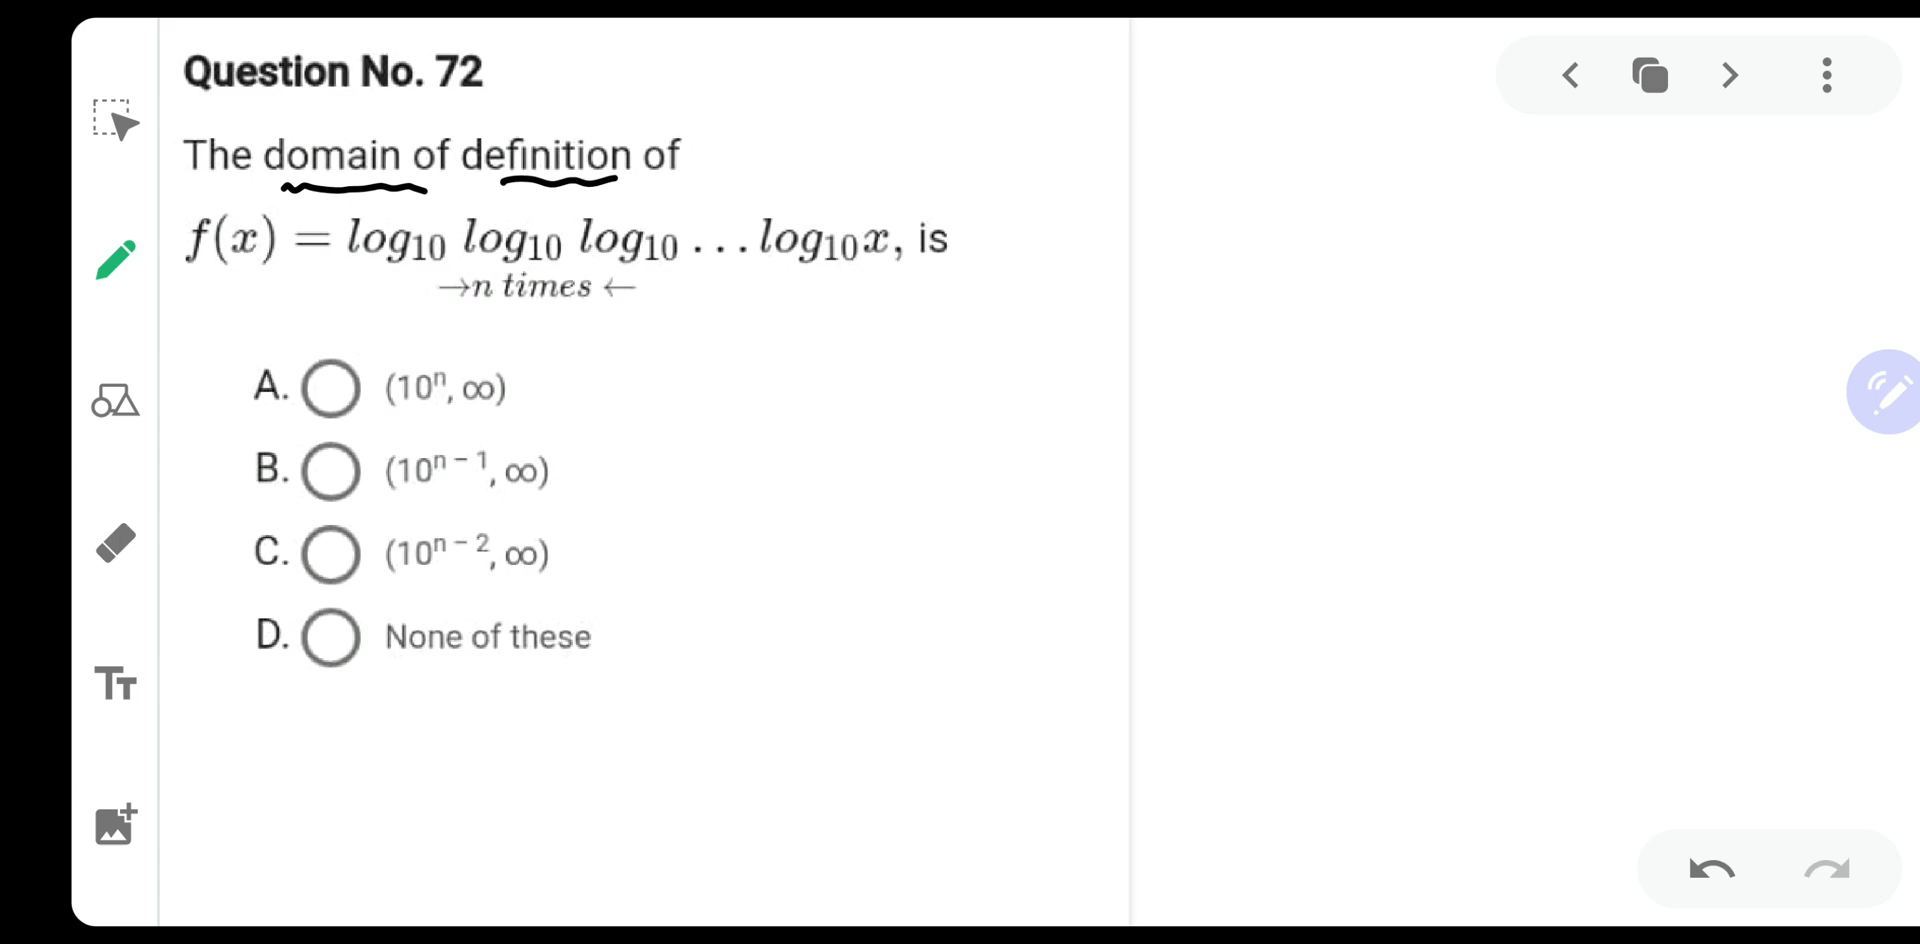 Question No. 72
The domain of definition of
f(x) = log₁₀ log₁₀ log₁₀ ... log₁₀x, is
→n times ←
A. (10ⁿ, ∞)
B. (10ⁿ⁻¹, ∞)
C. (10ⁿ⁻², ∞)
D. None of these
TT